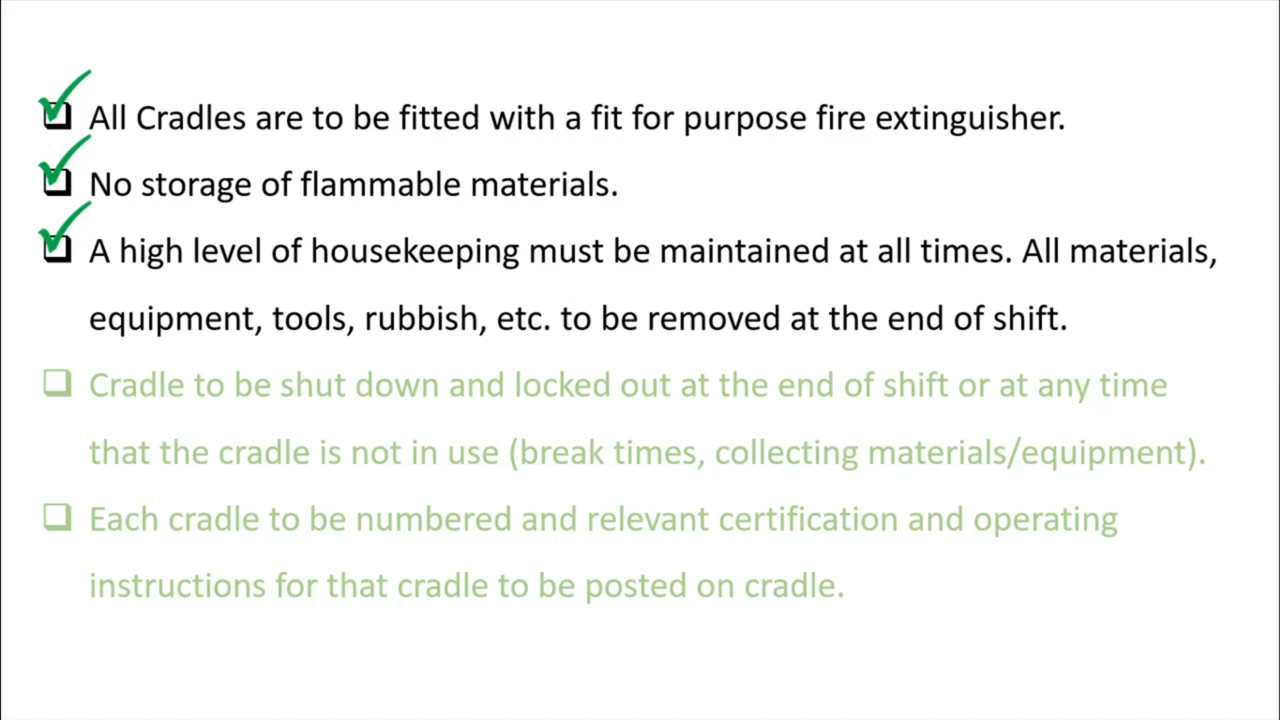 All Cradles are to be fitted with a fit for purpose fire extinguisher.
No storage of flammable materials.
A high level of housekeeping must be maintained at all times. All materials,
equipment, tools, rubbish, etc. to be removed at the end of shift.
Cradle to be shut down and locked out at the end of shift or at any time
that the cradle is not in use (break times, collecting materials/equipment).
Each cradle to be numbered and relevant certification and operating
instructions for that cradle to be posted on cradle.